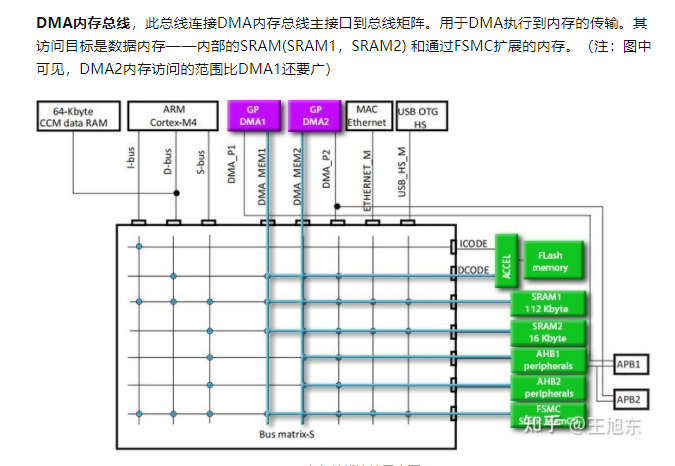 DMA内存总线，此总线连接DMA内存总线主接口到总线矩阵。用于DMA执行到内存的传输。其
访问目标是数据内存——内部的SRAM(SRAM1，SRAM2) 和通过FSMC扩展的内存。（注：图中
可见，DMA2内存访问的范围比DMA1还要广）
64-Kbyte
CCM data RAM
ARM
Cortex-M4
GP
DMA1
GP
DMA2
MAC
Ethernet
USB OTG
HS
I-bus
D-bus
S-bus
DMA_P1
DMA_MEM1
DMA_MEM2
DMA_P2
ETHERNET_M
USB_HS_M
ICODE
DCODE
ACCEL
FLash
memory
SRAM1
112 Kbyte
SRAM2
16 Kbyte
AHB1
peripherals
AHB2
peripherals
FSMC
APB1
APB2
Bus matrix-S
知乎 @王旭东